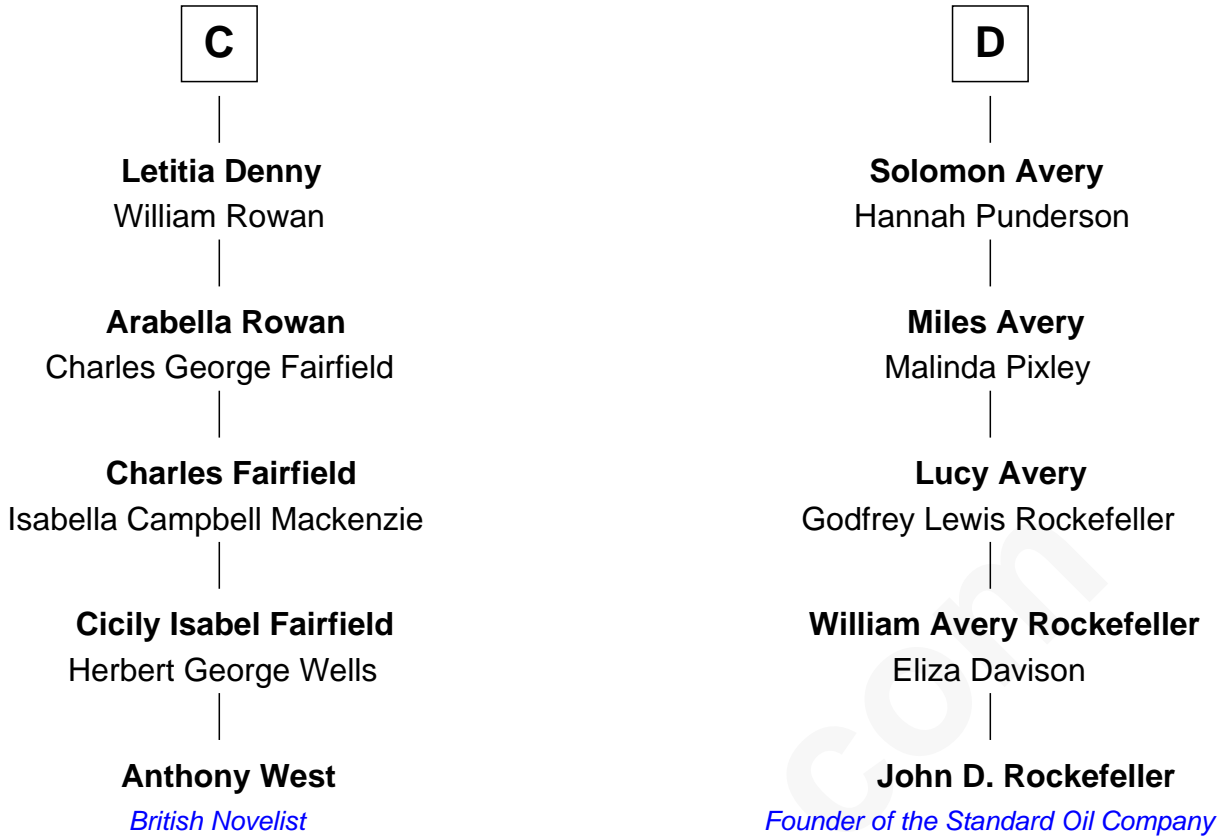 C
Letitia Denny
William Rowan
Arabella Rowan
Charles George Fairfield
Charles Fairfield
Isabella Campbell Mackenzie
Cicily Isabel Fairfield
Herbert George Wells
Anthony West
British Novelist
D
Solomon Avery
Hannah Punderson
Miles Avery
Malinda Pixley
Lucy Avery
Godfrey Lewis Rockefeller
William Avery Rockefeller
Eliza Davison
John D. Rockefeller
Founder of the Standard Oil Company
com